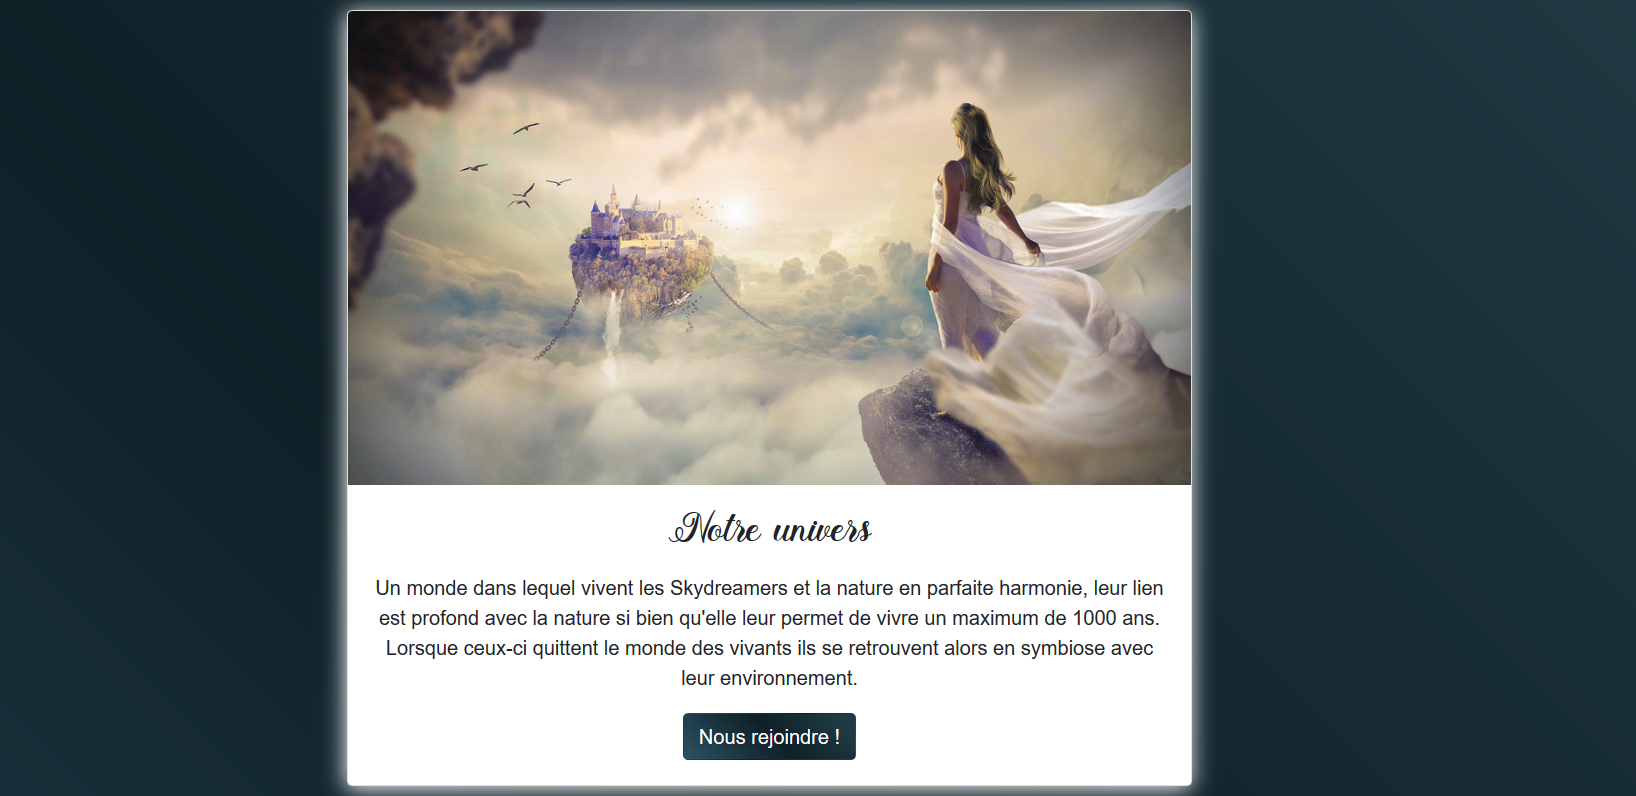 Notre univers
Un monde dans lequel vivent les Skydreamers et la nature en parfaite harmonie, leur lien
est profond avec la nature si bien qu'elle leur permet de vivre un maximum de 1000 ans.
Lorsque ceux-ci quittent le monde des vivants ils se retrouvent alors en symbiose avec
leur environnement.
Nous rejoindre !